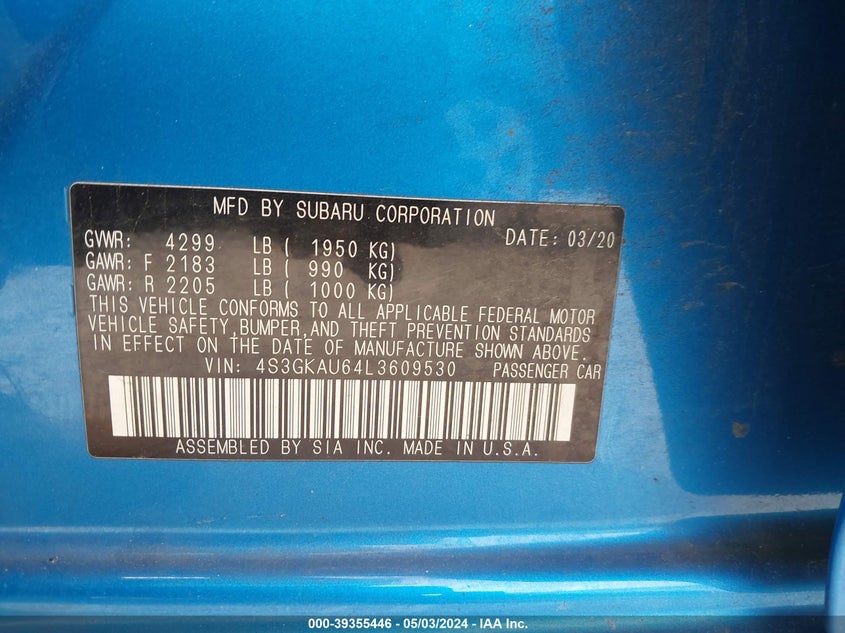 MFD BY SUBARU CORPORATION
DATE: 03/20
GVWR: 4299 LB ( 1950 KG)
GAWR: F 2183 LB ( 990 KG)
GAWR: R 2205 LB ( 1000 KG)
THIS VEHICLE CONFORMS TO ALL APPLICABLE FEDERAL MOTOR
VEHICLE SAFETY, BUMPER, AND THEFT PREVENTION STANDARDS
IN EFFECT ON THE DATE OF MANUFACTURE SHOWN ABOVE.
VIN: 4S3GKAU64L3609530 PASSENGER CAR
ASSEMBLED BY SIA INC. MADE IN U.S.A.
000-39355446 - 05/03/2024 - IAA Inc.